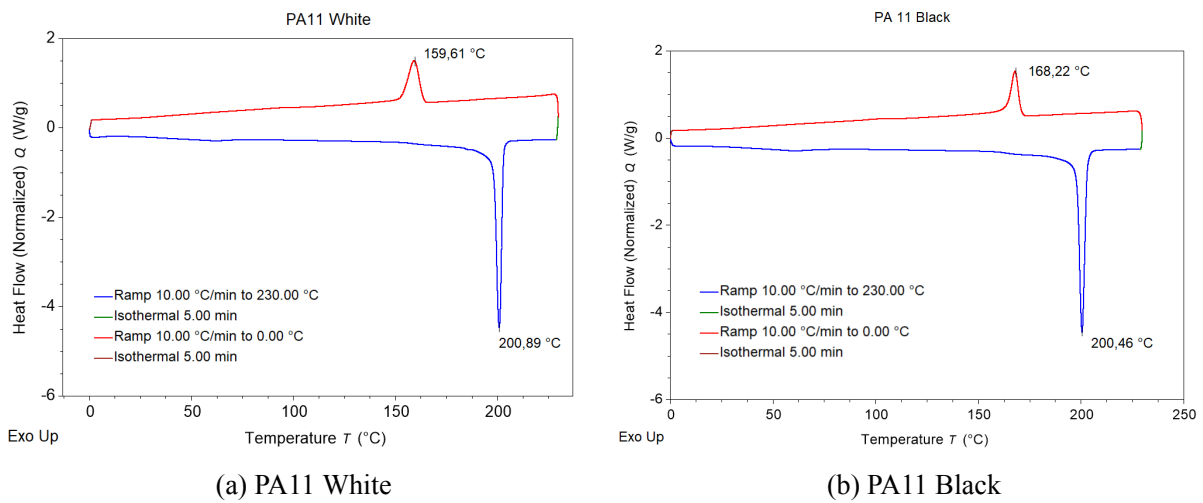 PA11 White
2
0
-2
-4
-6
Heat Flow (Normalized) Q (W/g)
159,61 °C
200,89 °C
Ramp 10.00 °C/min to 230.00 °C
Isothermal 5.00 min
Ramp 10.00 °C/min to 0.00 °C
Isothermal 5.00 min
0
50
100
150
200
Exo Up
Temperature T (°C)
(a) PA11 White
PA 11 Black
2
0
-2
-4
-6
Heat Flow (Normalized) Q (W/g)
168,22 °C
200,46 °C
Ramp 10.00 °C/min to 230.00 °C
Isothermal 5.00 min
Ramp 10.00 °C/min to 0.00 °C
Isothermal 5.00 min
0
50
100
150
200
250
Exo Up
Temperature T (°C)
(b) PA11 Black